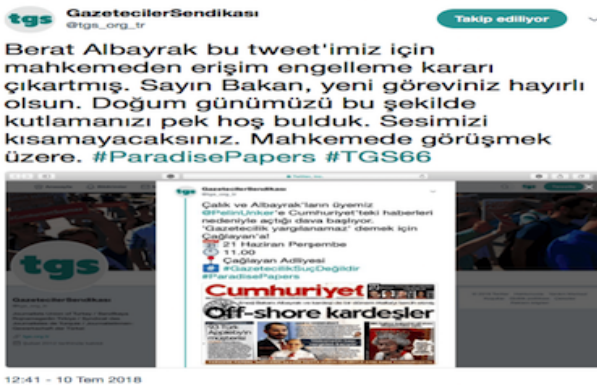 tgs
GazetecilerSendikası
@tgs_org_tr
Takip ediliyor
Berat Albayrak bu tweet'imiz için
mahkemeden erişim engelleme kararı
çıkartmış. Sayın Bakan, yeni göreviniz hayırlı
olsun. Doğum günümüzü bu şekilde
kutlamanızı pek hoş bulduk. Sesimizi
kısamayacaksınız. Mahkemede görüşmek
üzere. #ParadisePapers #TGS66
tgs
GazetecilerSendikası
@tgs_org_tr
Çalık ve Albayrak'ların üyemiz
@PelinUnker'e Cumhuriyet'teki haberleri
nedeniyle açtığı dava başlıyor.
'Gazetecilik yargılanamaz' demek için
Çağlayan'a!
21 Haziran Perşembe
11.00
Çağlayan Adliyesi
#GazetecilikSuçDeğildir
#ParadisePapers
tgs
GazetecilerSendikası
Cumhuriyet
Off-shore kardeşler
12:41 - 10 Tem 2018